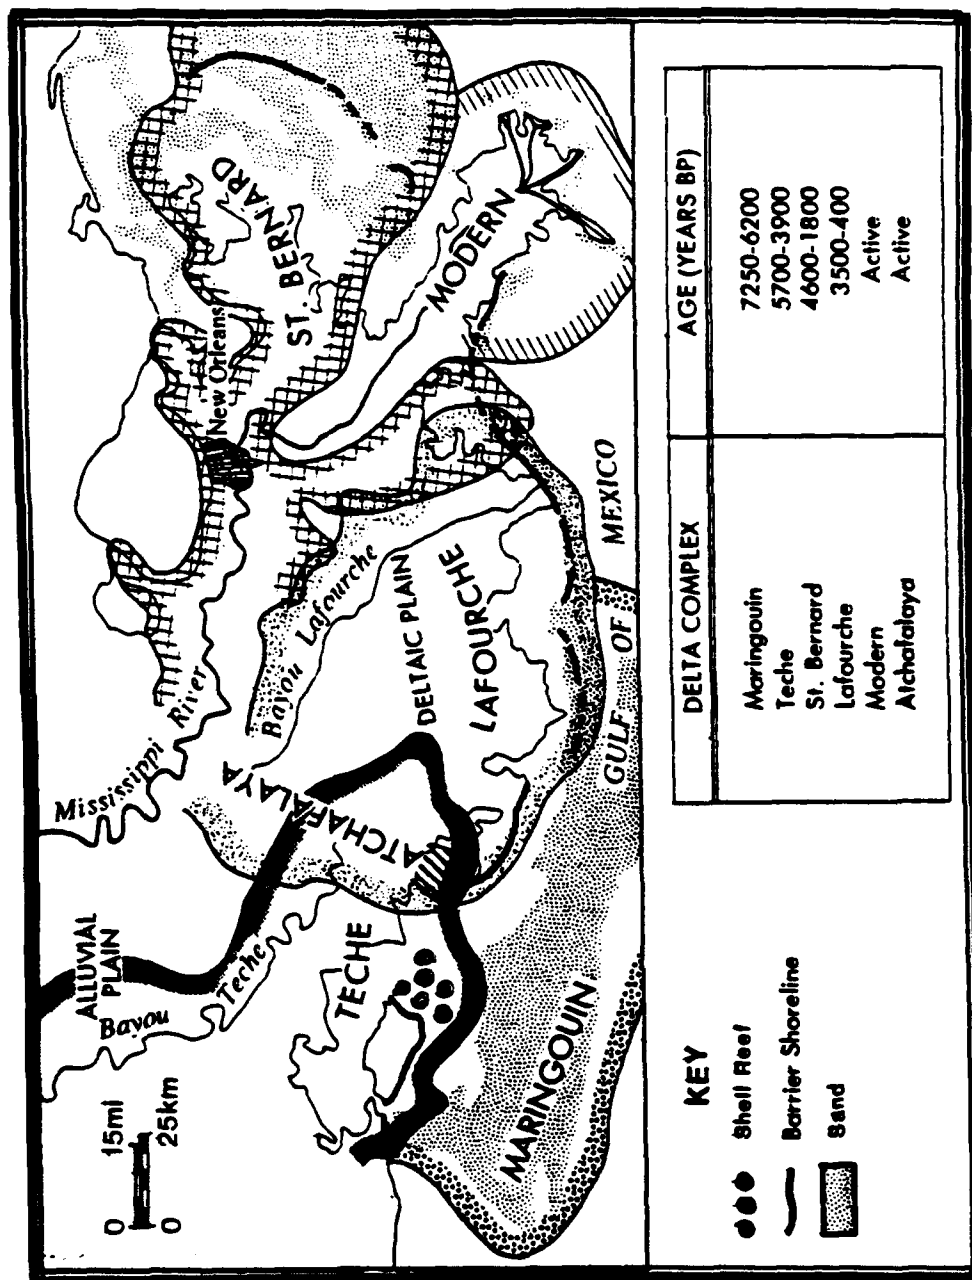 0 15mi
0 25km
ALLUVIAL
PLAIN
Mississippi River
Bayou Teche
ATCHAFALAYA
Bayou Lafourche
New Orleans
ST. BERNARD
TECHE
DELTAIC PLAIN
LAFOURCHE
MODERN
MARINGOUIN
GULF OF MEXICO
KEY
Shell Reef
Barrier Shoreline
Sand
DELTA COMPLEX AGE (YEARS BP)
Maringouin 7250-6200
Teche 5700-3900
St. Bernard 4600-1800
Lafourche 3500-400
Modern Active
Atchafalaya Active